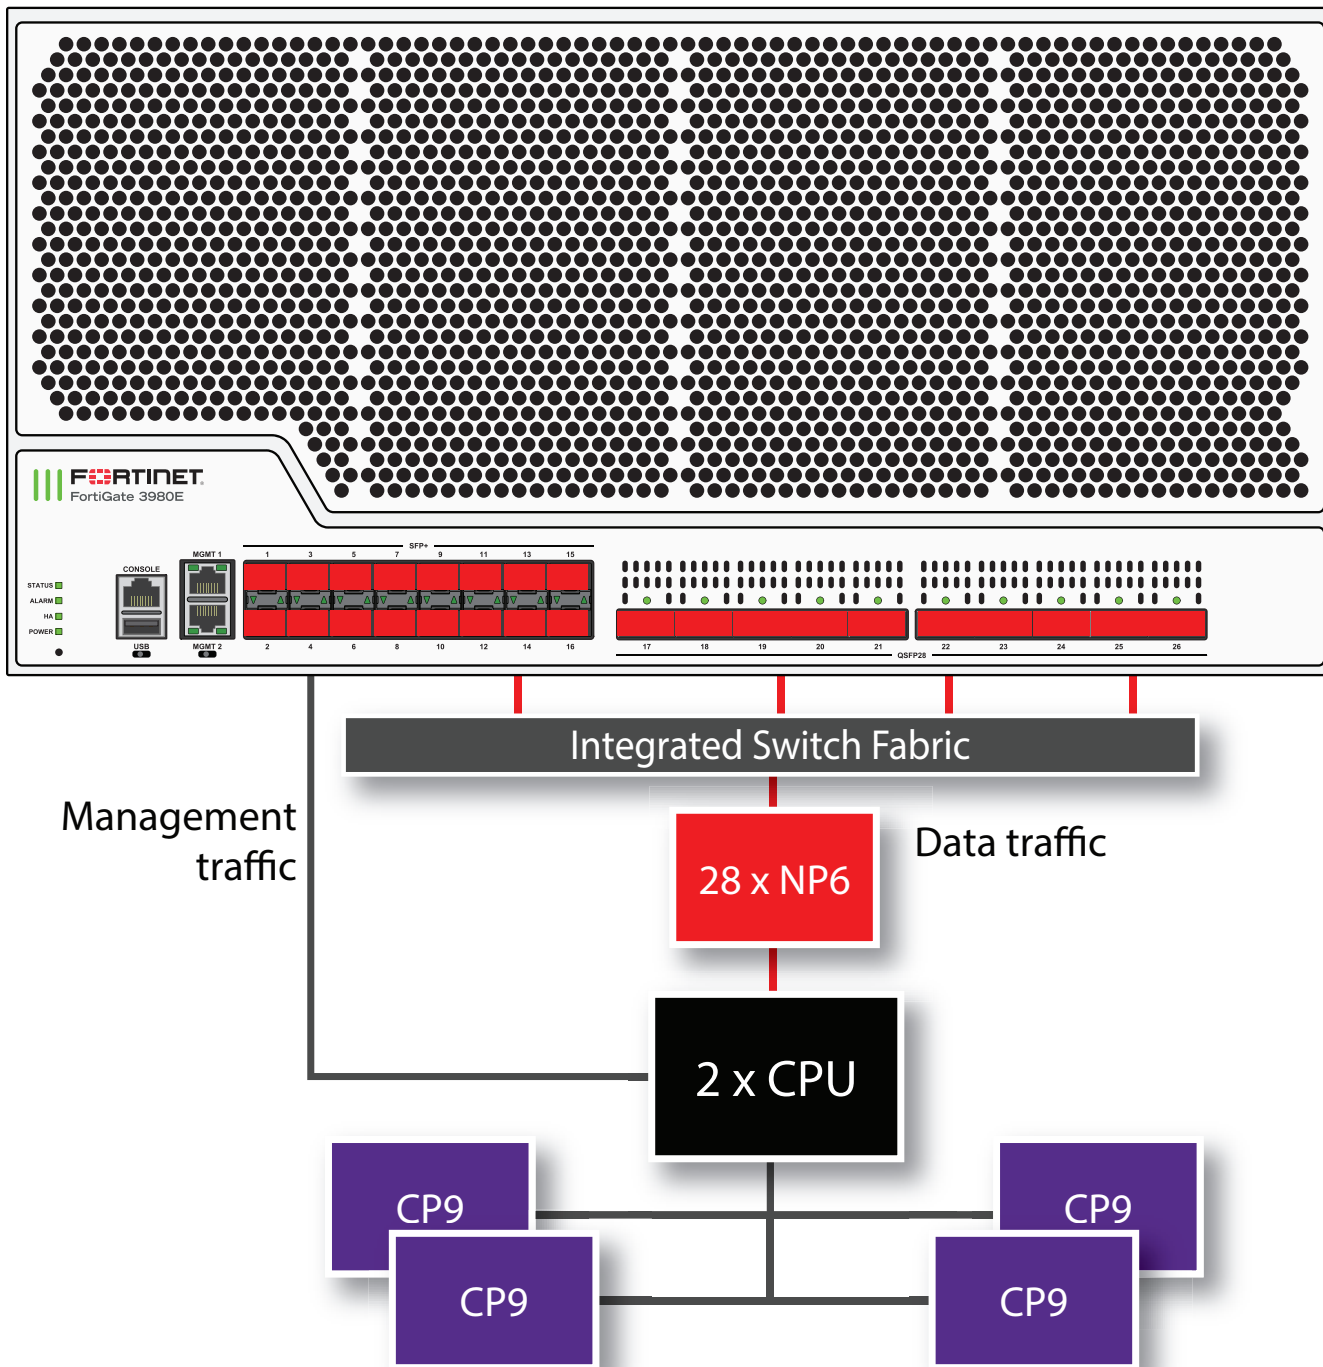 FORTINET
FortiGate 3980E
SFP+
MGMT 1
1 3 5 7 9 11 13 15
CONSOLE
STATUS
ALARM
HA
POWER
USB
MGMT 2
2 4 6 8 10 12 14 16
17 18 19 20 21 22 23 24 25 26
QSFP28
Integrated Switch Fabric
Management
traffic
Data traffic
28 x NP6
2 x CPU
CP9
CP9
CP9
CP9